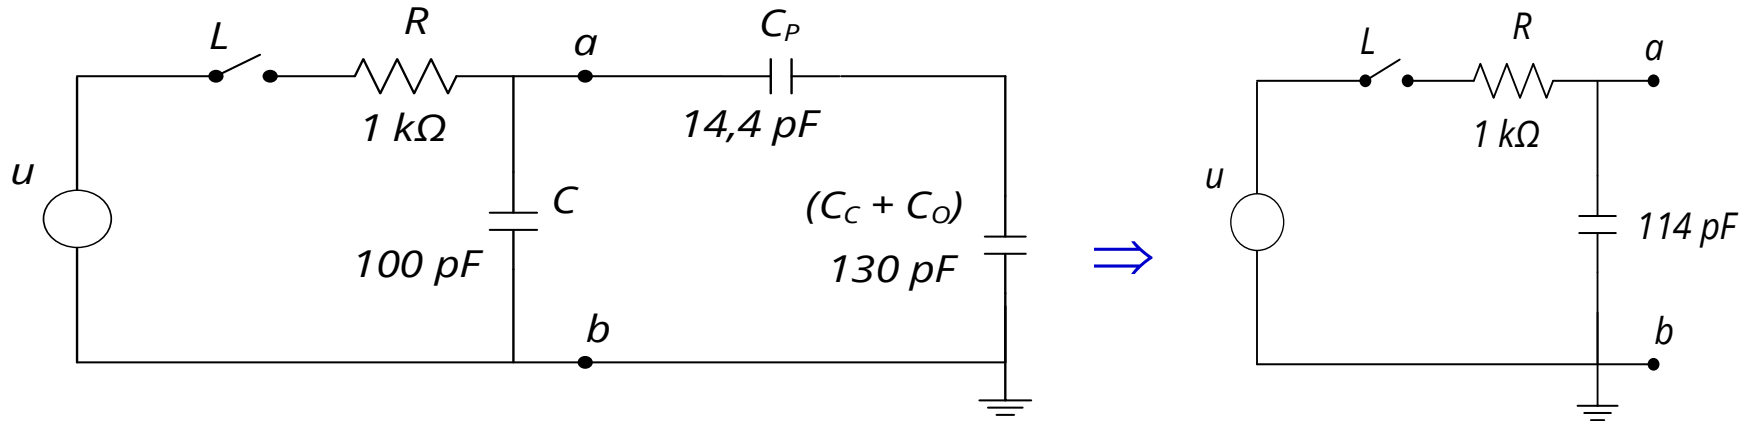 L
R
1 kΩ
a
C_P
14,4 pF
u
C
100 pF
(C_C + C_O)
130 pF
b
⇒
L
R
1 kΩ
a
u
114 pF
b